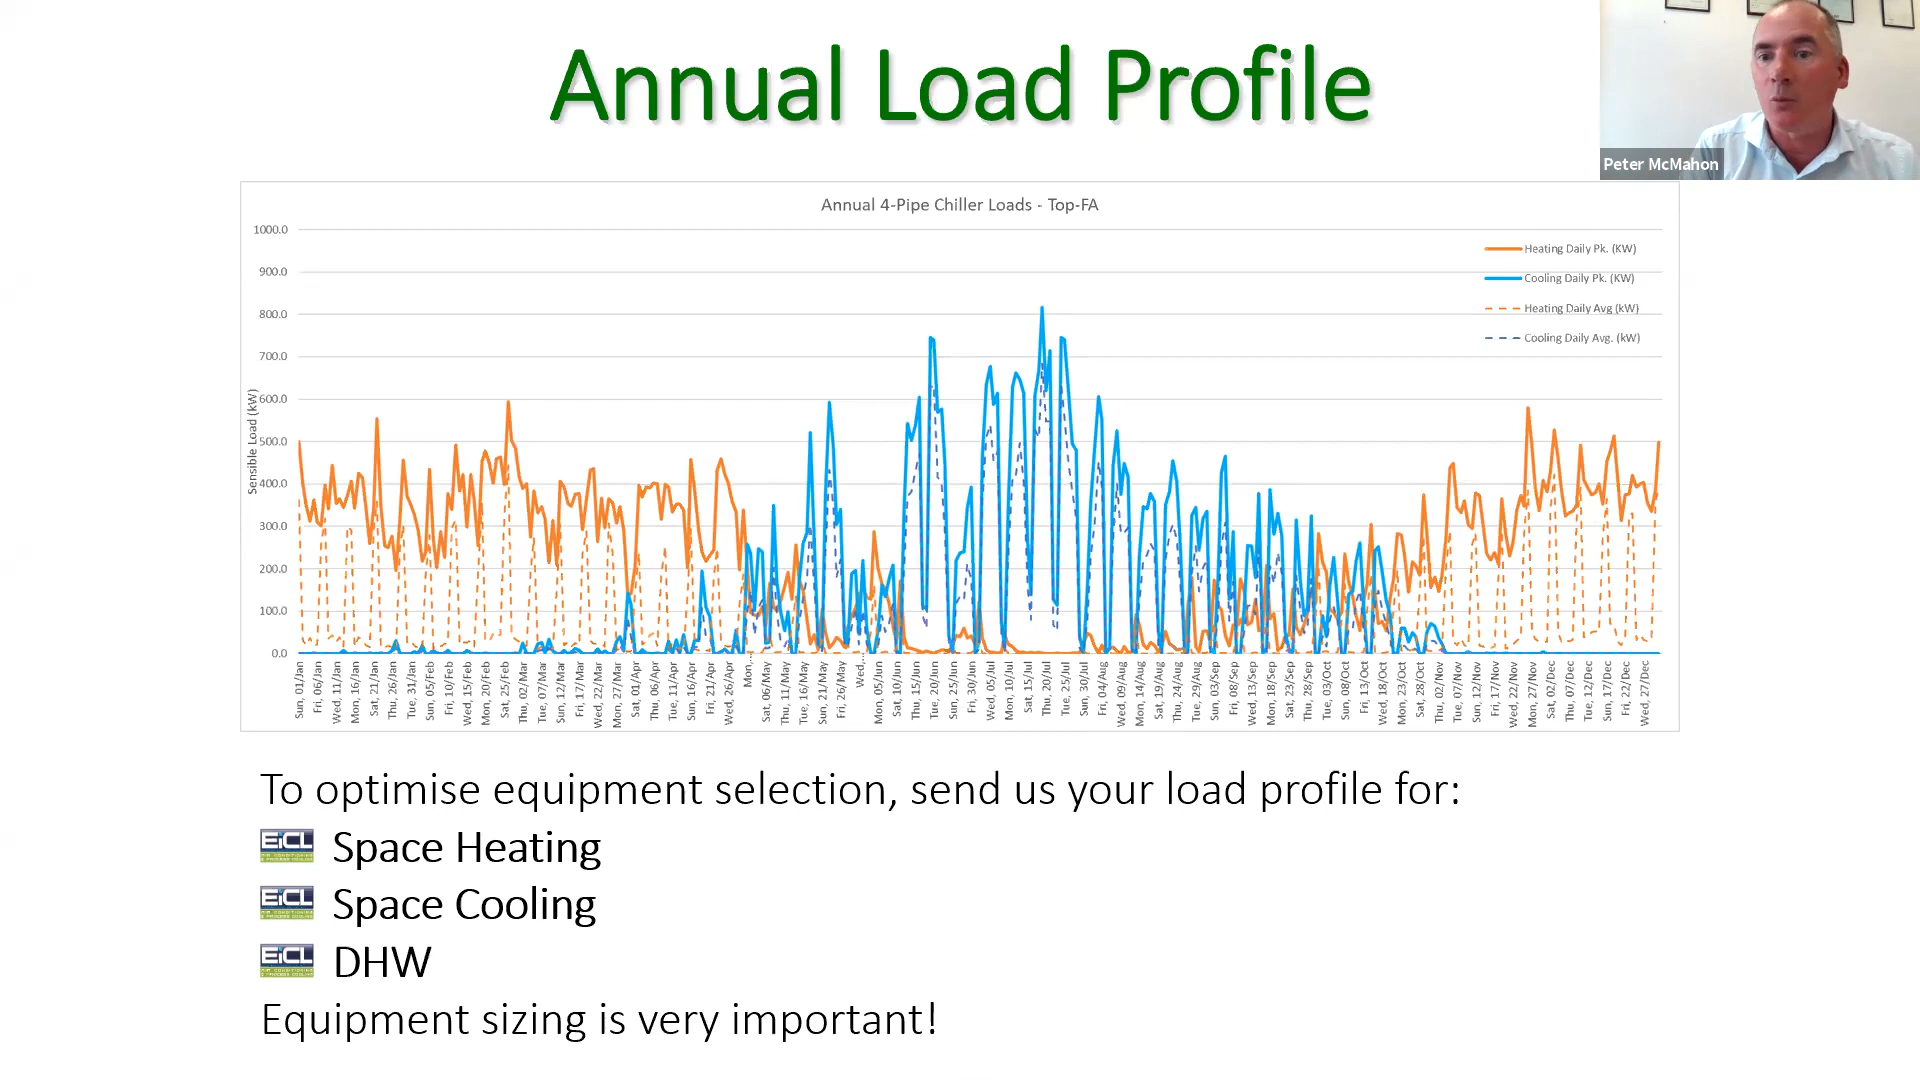 Annual Load Profile
Peter McMahon
Annual 4-Pipe Chiller Loads - Top-FA
Sensible Load (kW)
1000.0
900.0
800.0
700.0
600.0
500.0
400.0
300.0
200.0
100.0
0.0
Heating Daily Pk. (KW)
Cooling Daily Pk. (KW)
Heating Daily Avg (kW)
Cooling Daily Avg. (kW)
Sun, 01/Jan
Fri, 06/Jan
Wed, 11/Jan
Mon, 16/Jan
Sat, 21/Jan
Thu, 26/Jan
Tue, 31/Jan
Sun, 05/Feb
Fri, 10/Feb
Wed, 15/Feb
Mon, 20/Feb
Sat, 25/Feb
Thu, 02/Mar
Tue, 07/Mar
Sun, 12/Mar
Fri, 17/Mar
Wed, 22/Mar
Mon, 27/Mar
Sat, 01/Apr
Thu, 06/Apr
Tue, 11/Apr
Sun, 16/Apr
Fri, 21/Apr
Wed, 26/Apr
Mon,...
Sat, 06/May
Thu, 11/May
Tue, 16/May
Sun, 21/May
Fri, 26/May
Wed,...
Mon, 05/Jun
Sat, 10/Jun
Thu, 15/Jun
Tue, 20/Jun
Sun, 25/Jun
Fri, 30/Jun
Wed, 05/Jul
Mon, 10/Jul
Sat, 15/Jul
Thu, 20/Jul
Tue, 25/Jul
Sun, 30/Jul
Fri, 04/Aug
Wed, 09/Aug
Mon, 14/Aug
Sat, 19/Aug
Thu, 24/Aug
Tue, 29/Aug
Sun, 03/Sep
Fri, 08/Sep
Wed, 13/Sep
Mon, 18/Sep
Sat, 23/Sep
Thu, 28/Sep
Tue, 03/Oct
Sun, 08/Oct
Fri, 13/Oct
Wed, 18/Oct
Mon, 23/Oct
Sat, 28/Oct
Thu, 02/Nov
Tue, 07/Nov
Sun, 12/Nov
Fri, 17/Nov
Wed, 22/Nov
Mon, 27/Nov
Sat, 02/Dec
Thu, 07/Dec
Tue, 12/Dec
Sun, 17/Dec
Fri, 22/Dec
Wed, 27/Dec
To optimise equipment selection, send us your load profile for:
EiCL AIR CONDITIONING & PROCESS COOLING Space Heating
EiCL AIR CONDITIONING & PROCESS COOLING Space Cooling
EiCL AIR CONDITIONING & PROCESS COOLING DHW
Equipment sizing is very important!